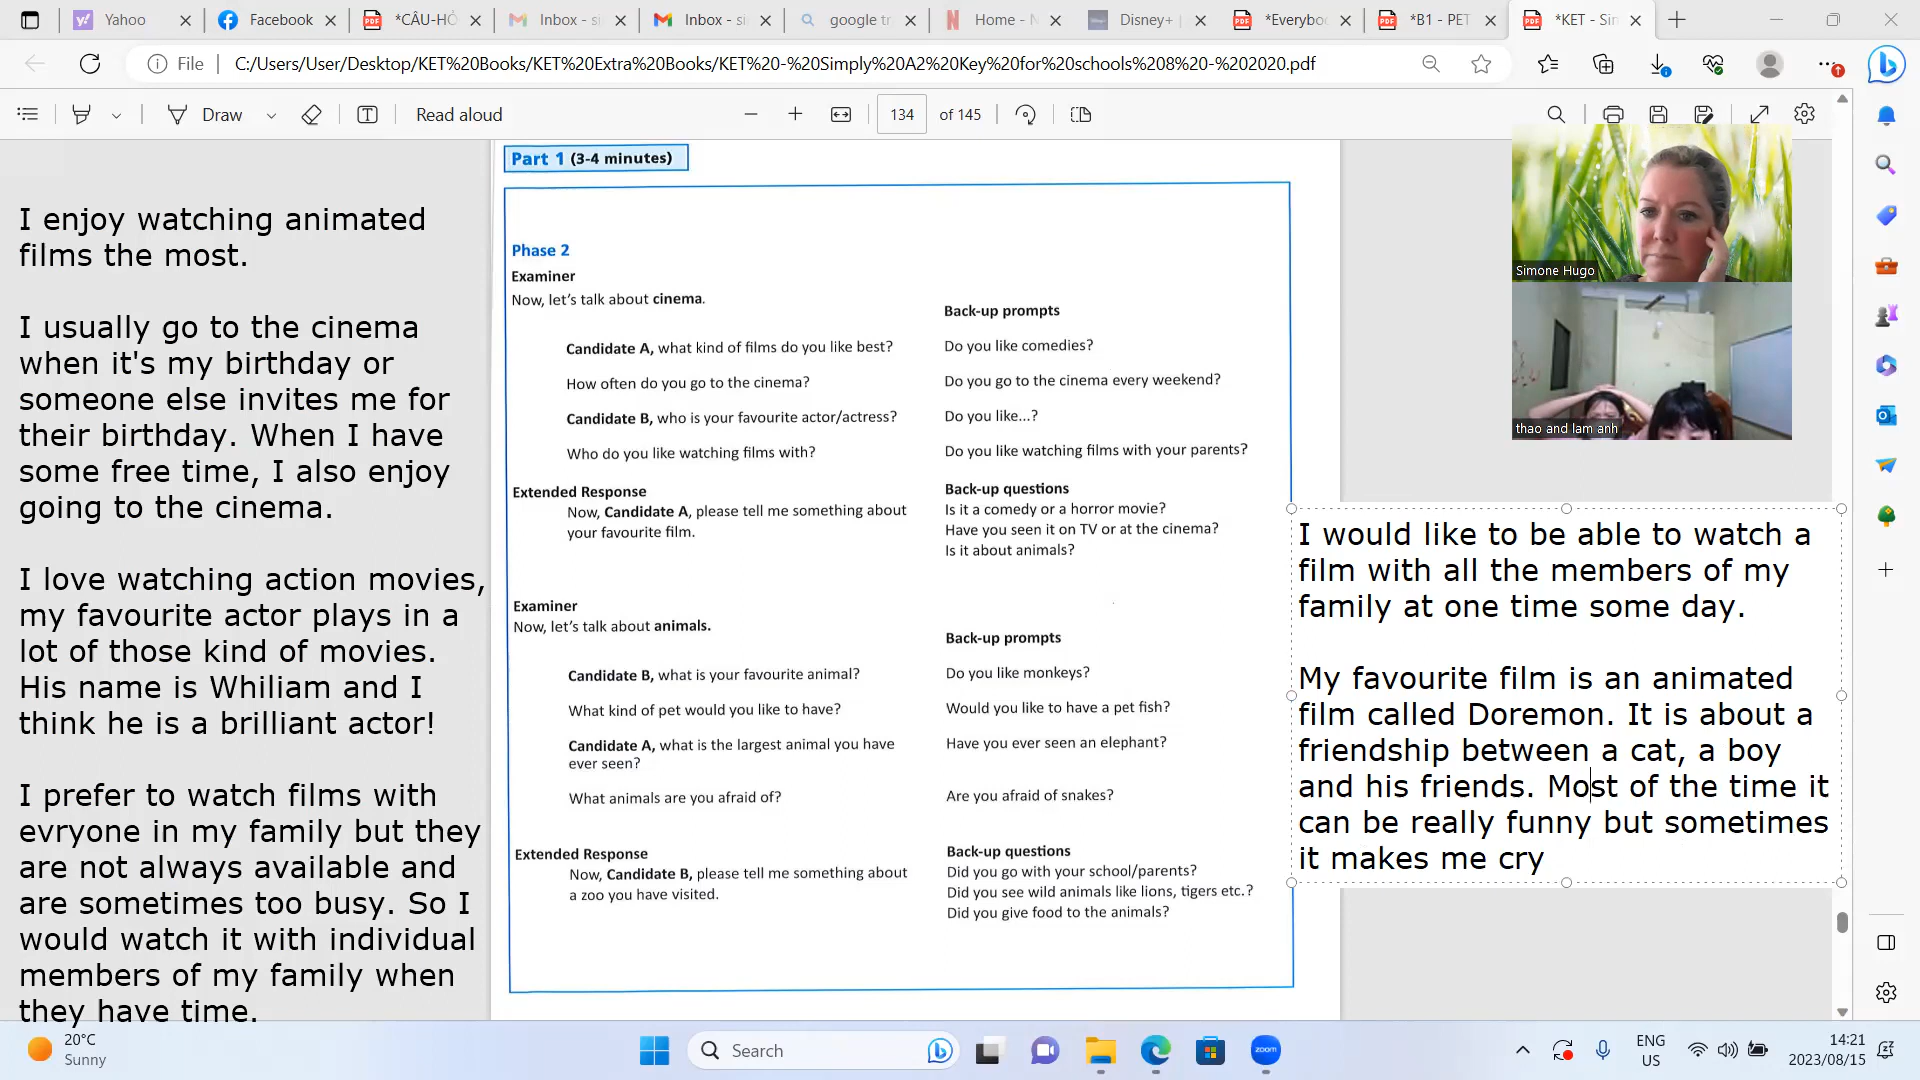 Yahoo
Facebook
*CÂU-HỎ
Inbox - si
Inbox - si
google tr
Home - N
Disney+ |
*Everybo
*B1 - PET
*KET - Sim
File
C:/Users/User/Desktop/KET%20Books/KET%20Extra%20Books/KET%20-%20Simply%20A2%20Key%20for%20schools%208%20-%202020.pdf
Draw
Read aloud
134
of 145
Part 1 (3-4 minutes)
I enjoy watching animated
films the most.
I usually go to the cinema
when it's my birthday or
someone else invites me for
their birthday. When I have
some free time, I also enjoy
going to the cinema.
I love watching action movies,
my favourite actor plays in a
lot of those kind of movies.
His name is Whiliam and I
think he is a brilliant actor!
I prefer to watch films with
evryone in my family but they
are not always available and
are sometimes too busy. So I
would watch it with individual
members of my family when
they have time.
Phase 2
Examiner
Now, let's talk about cinema.
Back-up prompts
Candidate A, what kind of films do you like best?
Do you like comedies?
How often do you go to the cinema?
Do you go to the cinema every weekend?
Candidate B, who is your favourite actor/actress?
Do you like...?
Who do you like watching films with?
Do you like watching films with your parents?
Extended Response
Now, Candidate A, please tell me something about
your favourite film.
Back-up questions
Is it a comedy or a horror movie?
Have you seen it on TV or at the cinema?
Is it about animals?
Examiner
Now, let's talk about animals.
Back-up prompts
Candidate B, what is your favourite animal?
Do you like monkeys?
What kind of pet would you like to have?
Would you like to have a pet fish?
Candidate A, what is the largest animal you have
ever seen?
Have you ever seen an elephant?
What animals are you afraid of?
Are you afraid of snakes?
Extended Response
Now, Candidate B, please tell me something about
a zoo you have visited.
Back-up questions
Did you go with your school/parents?
Did you see wild animals like lions, tigers etc.?
Did you give food to the animals?
Simone Hugo
thao and lam anh
I would like to be able to watch a
film with all the members of my
family at one time some day.
My favourite film is an animated
film called Doremon. It is about a
friendship between a cat, a boy
and his friends. Most of the time it
can be really funny but sometimes
it makes me cry
20°C
Sunny
Search
zoom
ENG
US
14:21
2023/08/15